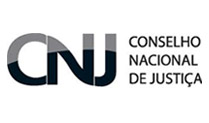 CNJ
CONSELHO
NACIONAL
DE JUSTIÇA